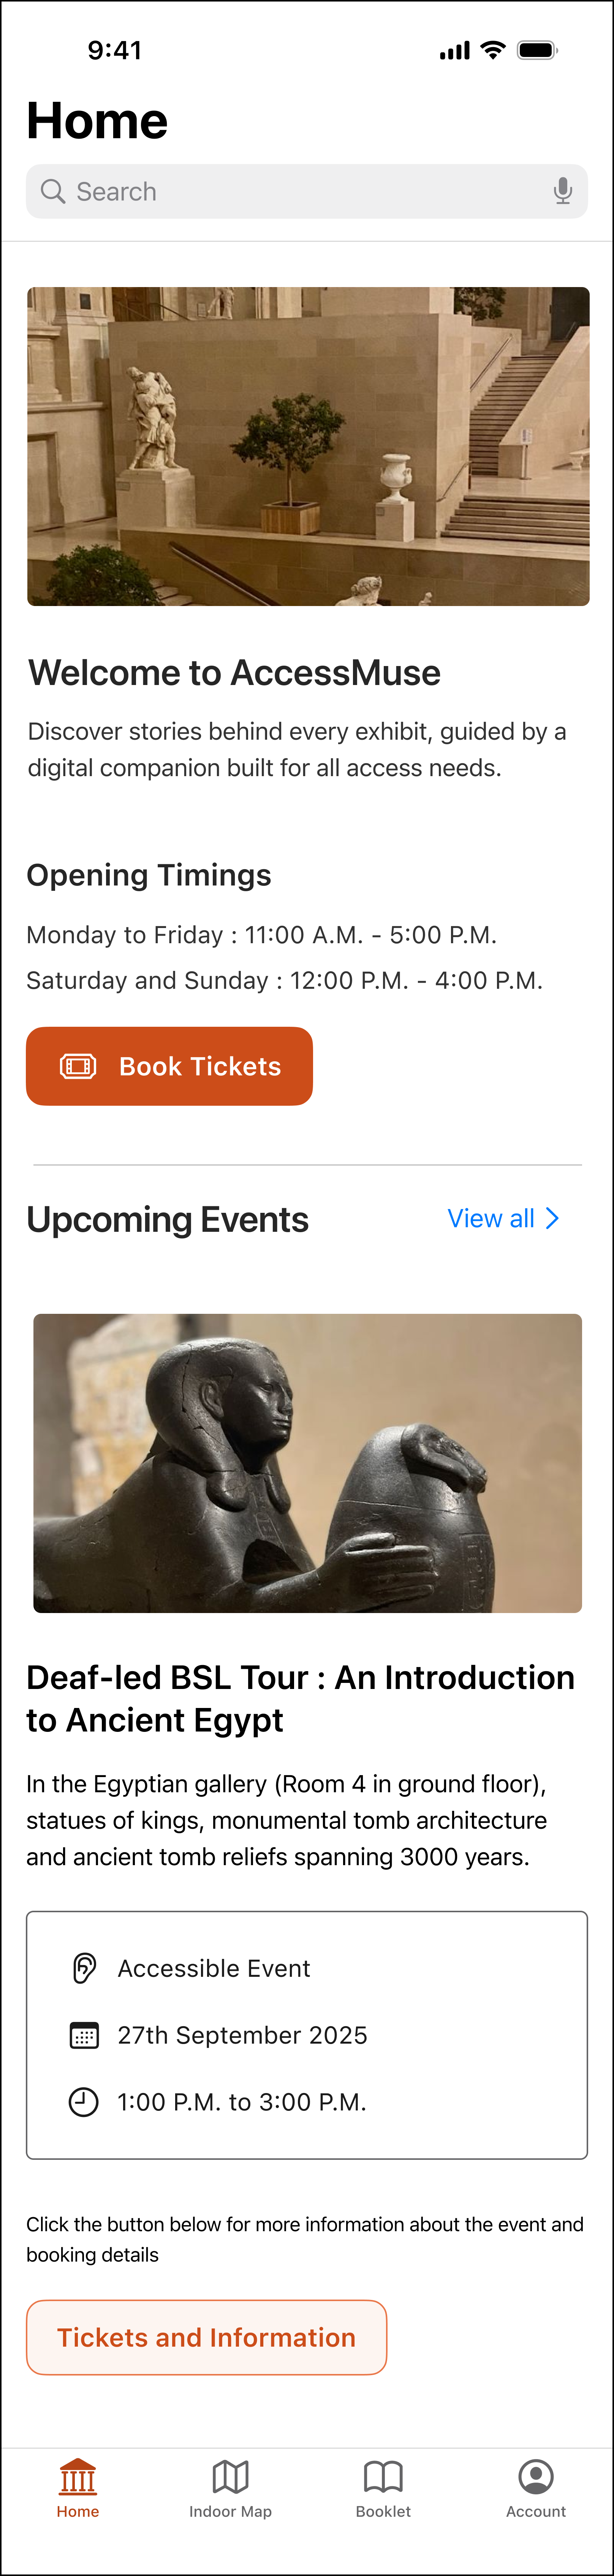 9:41
Home
Search
Welcome to AccessMuse
Discover stories behind every exhibit, guided by a
digital companion built for all access needs.
Opening Timings
Monday to Friday : 11:00 A.M. - 5:00 P.M.
Saturday and Sunday : 12:00 P.M. - 4:00 P.M.
Book Tickets
Upcoming Events
View all
Deaf-led BSL Tour : An Introduction
to Ancient Egypt
In the Egyptian gallery (Room 4 in ground floor),
statues of kings, monumental tomb architecture
and ancient tomb reliefs spanning 3000 years.
Accessible Event
27th September 2025
1:00 P.M. to 3:00 P.M.
Click the button below for more information about the event and
booking details
Tickets and Information
Home
Indoor Map
Booklet
Account